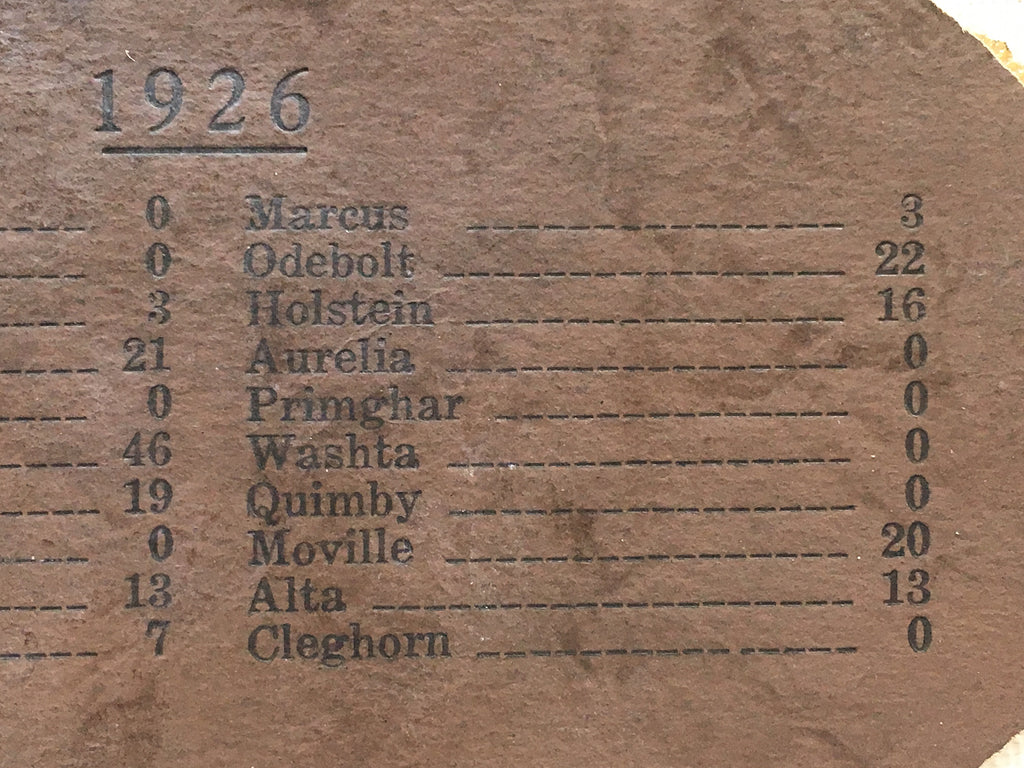 1926
0 Marcus 3
0 Odebolt 22
3 Holstein 16
21 Aurelia 0
0 Primghar 0
46 Washta 0
19 Quimby 0
0 Moville 20
13 Alta 13
7 Cleghorn 0